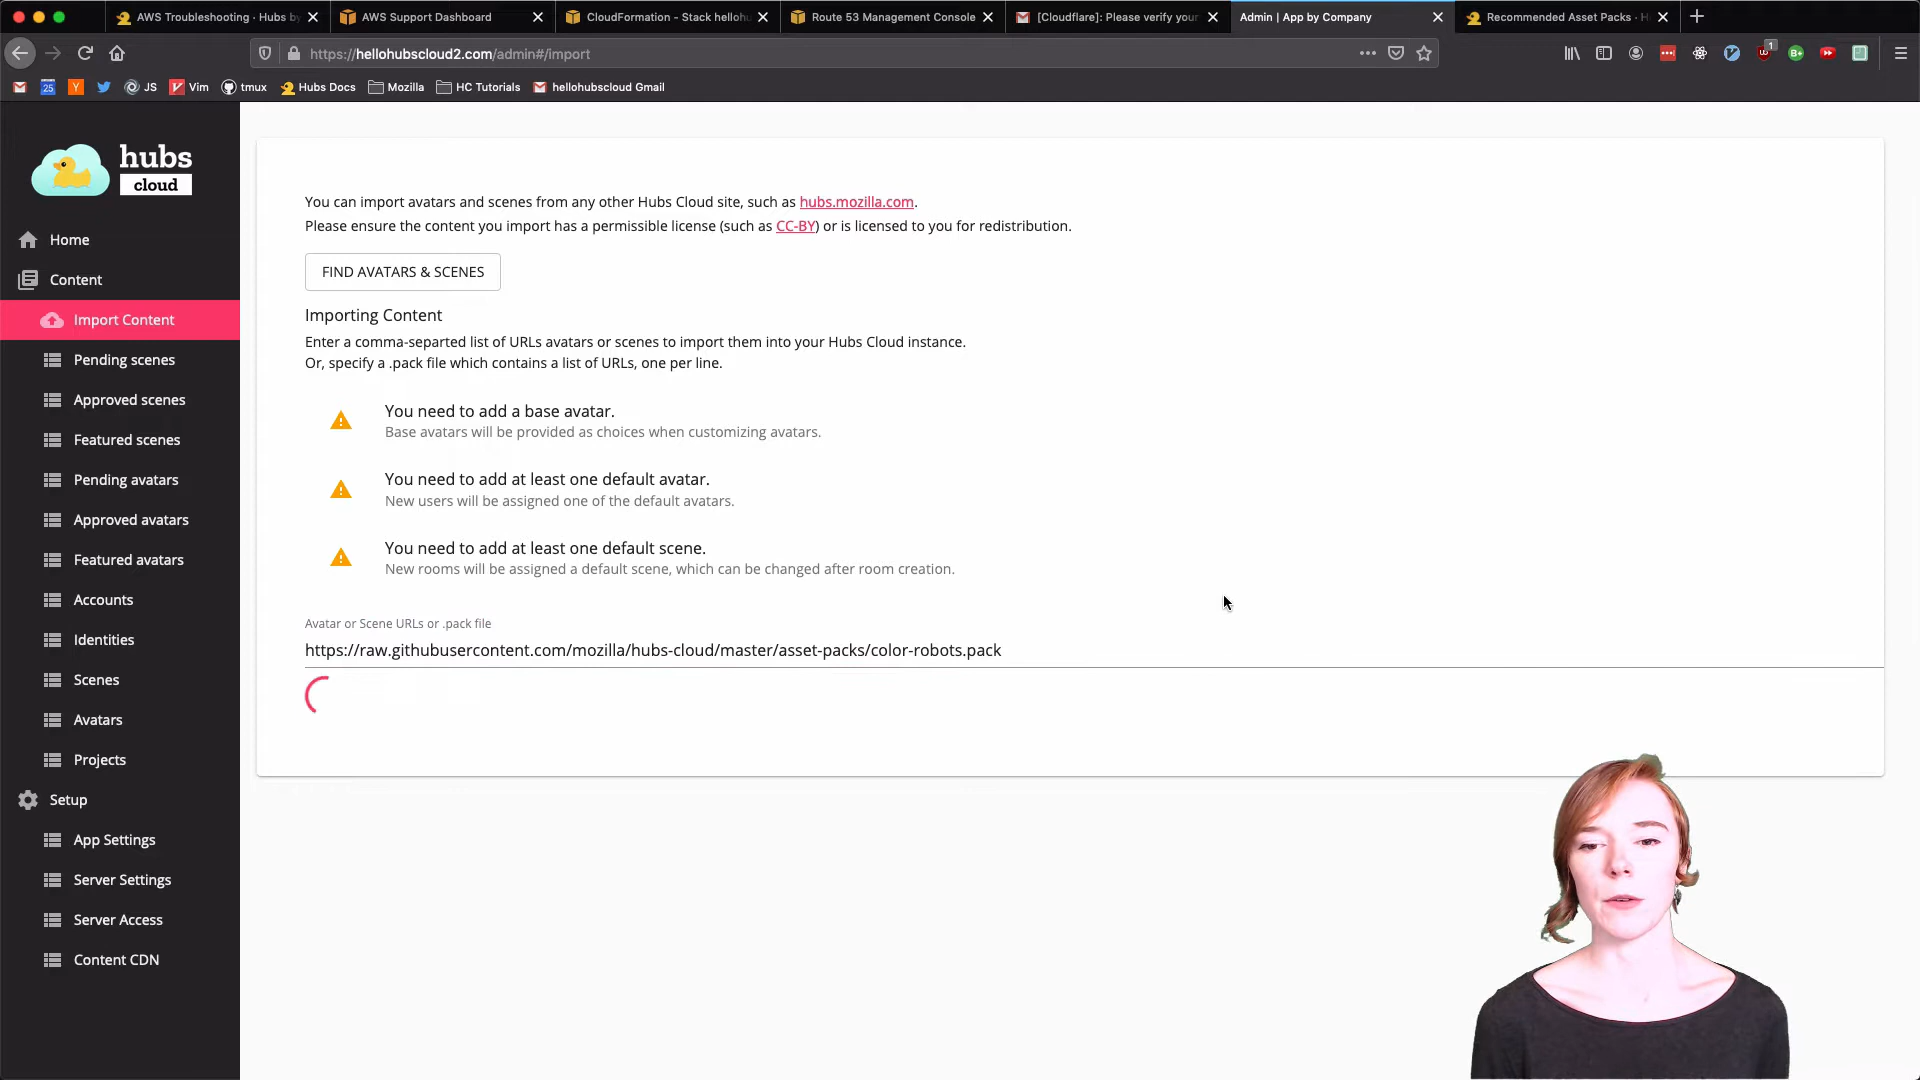 AWS Troubleshooting · Hubs by
AWS Support Dashboard
CloudFormation - Stack helloh
Route 53 Management Console
[Cloudflare]: Please verify your
Admin | App by Company
Recommended Asset Packs · H
https://hellohubscloud2.com/admin#/import
1
25
Y
JS
Vim
tmux
Hubs Docs
Mozilla
HC Tutorials
hellohubscloud Gmail
hubs
cloud
Home
Content
Import Content
Pending scenes
Approved scenes
Featured scenes
Pending avatars
Approved avatars
Featured avatars
Accounts
Identities
Scenes
Avatars
Projects
Setup
App Settings
Server Settings
Server Access
Content CDN
You can import avatars and scenes from any other Hubs Cloud site, such as hubs.mozilla.com.
Please ensure the content you import has a permissible license (such as CC-BY) or is licensed to you for redistribution.
FIND AVATARS & SCENES
Importing Content
Enter a comma-separted list of URLs avatars or scenes to import them into your Hubs Cloud instance.
Or, specify a .pack file which contains a list of URLs, one per line.
You need to add a base avatar.
Base avatars will be provided as choices when customizing avatars.
You need to add at least one default avatar.
New users will be assigned one of the default avatars.
You need to add at least one default scene.
New rooms will be assigned a default scene, which can be changed after room creation.
Avatar or Scene URLs or .pack file
https://raw.githubusercontent.com/mozilla/hubs-cloud/master/asset-packs/color-robots.pack